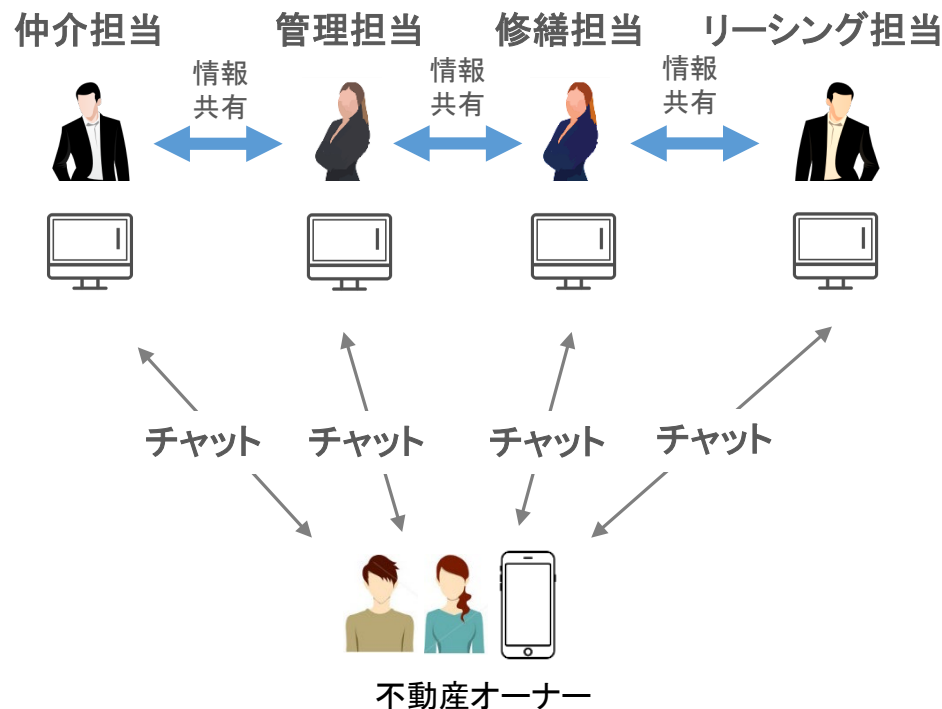 仲介担当 管理担当 修繕担当 リーシング担当
情報 情報 情報
共有 共有 共有
チャット チャット チャット チャット
不動産オーナー